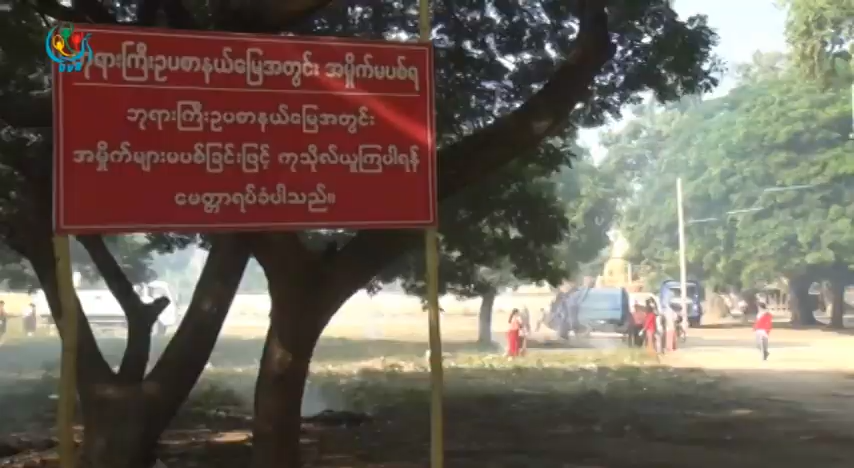 ဘုရားကြီးဥပစာနယ်မြေအတွင်း အမှိုက်မပစ်ရ
ဘုရားကြီးဥပစာနယ်မြေအတွင်း
အမှိုက်များမပစ်ခြင်းဖြင့် ကုသိုလ်ယူကြပါရန်
မေတ္တာရပ်ခံပါသည်။